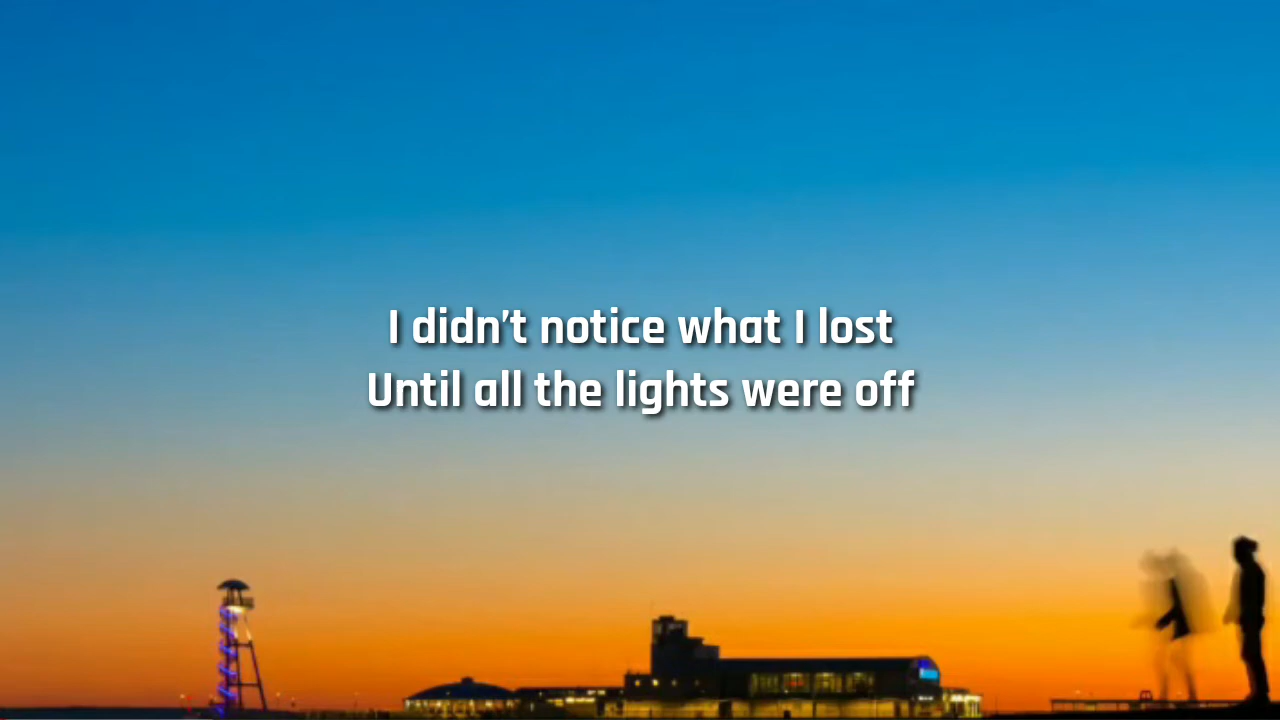 I didn’t notice what I lost
Until all the lights were off